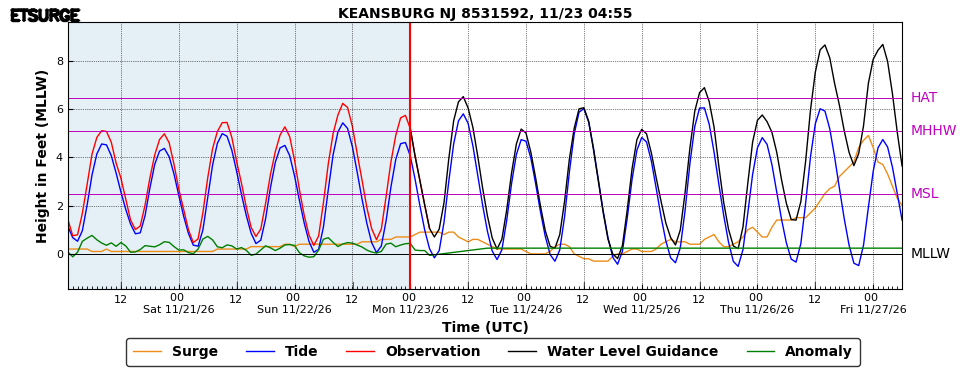 ETSURGE
KEANSBURG NJ 8531592, 11/23 04:55
Height in Feet (MLLW)
8
6
4
2
0
HAT
MHHW
MSL
MLLW
12 00 12 00 12 00 12 00 12 00 12 00 12 00
Sat 11/21/26 Sun 11/22/26 Mon 11/23/26 Tue 11/24/26 Wed 11/25/26 Thu 11/26/26 Fri 11/27/26
Time (UTC)
Surge Tide Observation Water Level Guidance Anomaly